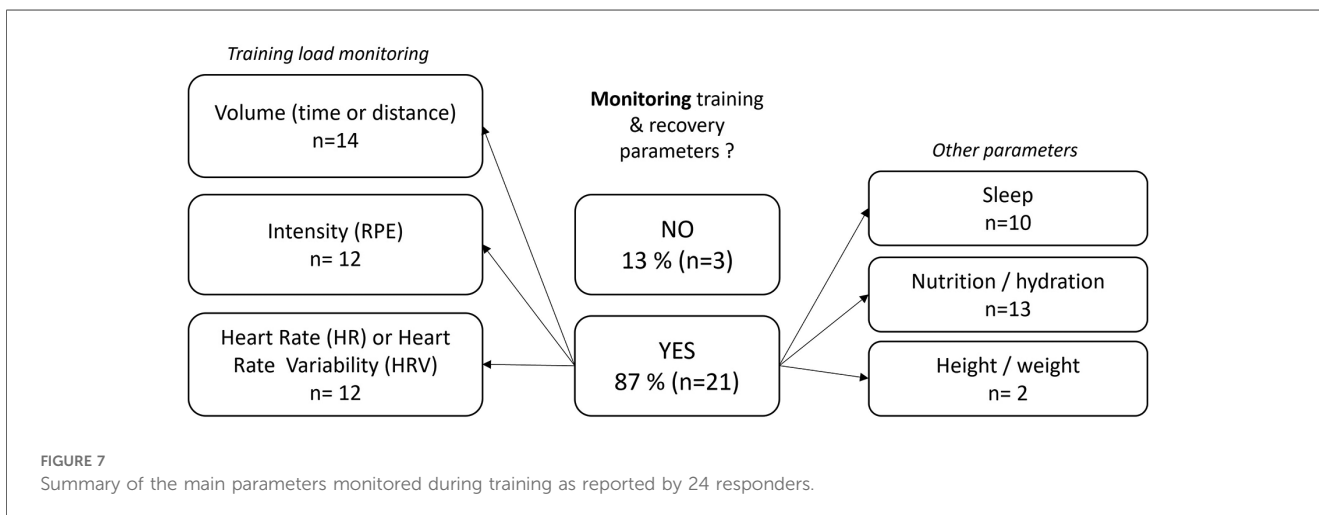 Training load monitoring
Volume (time or distance)
n=14
Intensity (RPE)
n= 12
Heart Rate (HR) or Heart
Rate Variability (HRV)
n= 12
Monitoring training
& recovery
parameters ?
NO
13 % (n=3)
YES
87 % (n=21)
Other parameters
Sleep
n=10
Nutrition / hydration
n=13
Height / weight
n= 2
FIGURE 7
Summary of the main parameters monitored during training as reported by 24 responders.